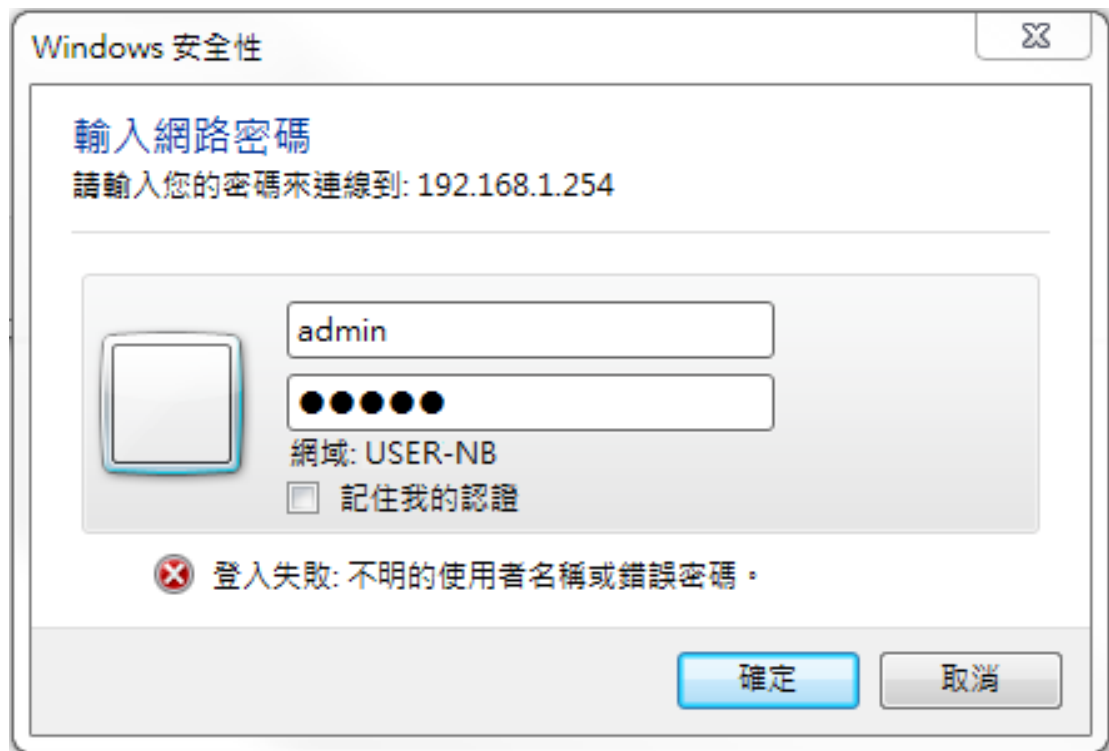 Windows 安全性
輸入網路密碼
請輸入您的密碼來連線到: 192.168.1.254
admin
●●●●●
網域: USER-NB
記住我的認證
登入失敗: 不明的使用者名稱或錯誤密碼。
確定
取消